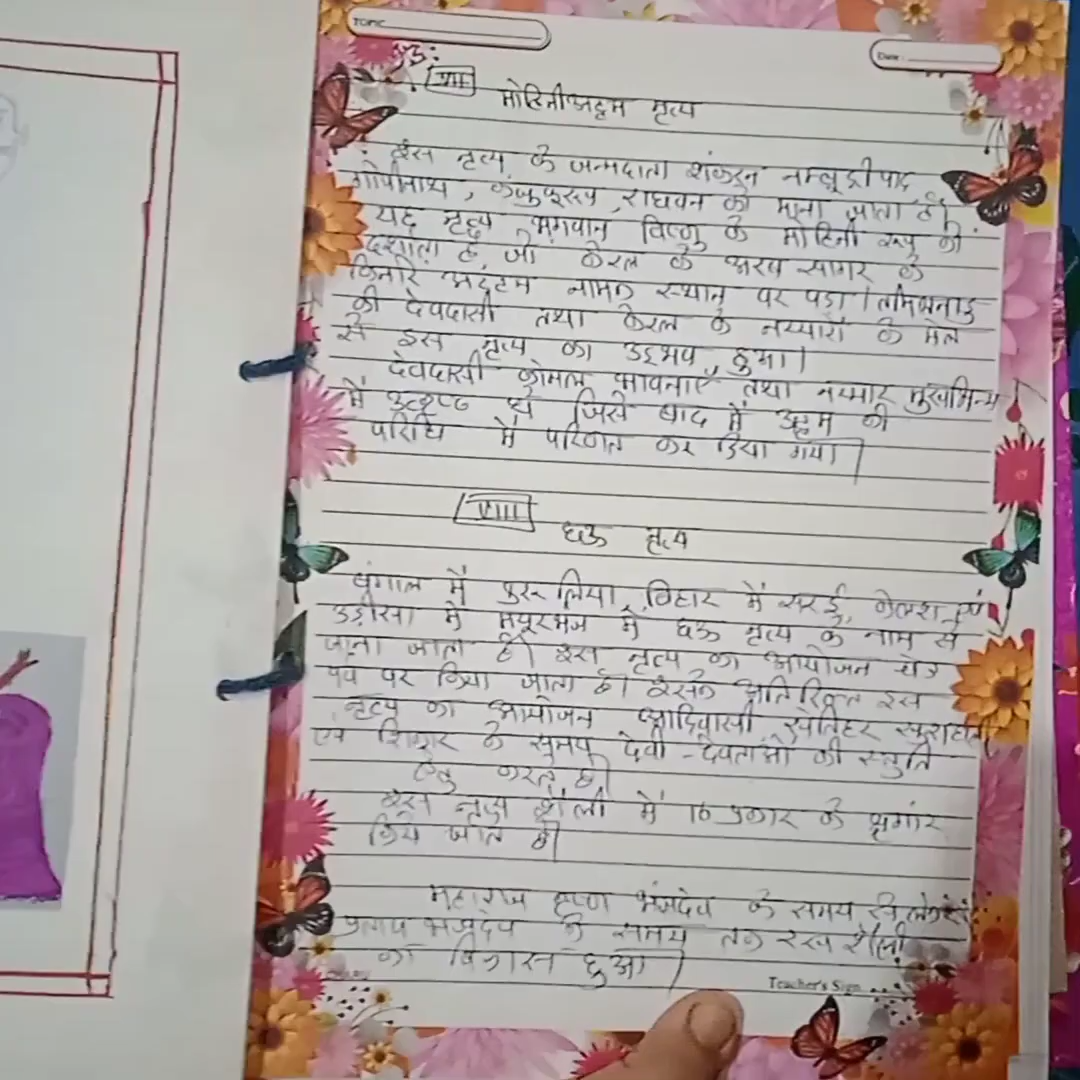 TOPIC
Date:
VII
मोहिनीअट्टम नृत्य
इस नृत्य के जन्मदाता शंकरन नम्बूद्रीपाद
गोपीनाथ, कुंजुकुरूप, राघवन को माना जाता है।
यह नृत्य भगवान विष्णु के मोहिनी रूप को
दर्शाता है, जो केरल के अरब सागर के
किनारे अट्टम नामक स्थान पर पड़ा। तमिलनाडु
की देवदासी तथा केरल के नय्यारों के मेल
से इस नृत्य का उद्दभव हुआ।
देवदासी कोमल भावनाएँ तथा नय्यार मुखाभिनय
में उत्कृष्ट थे जिसे बाद में अट्टम की
परिधि में परिणत कर दिया गया।
VIII
छऊ नृत्य
बंगाल में पुरूलिया, बिहार में सरई, केलश एवं
उड़ीसा में मयूरभंज में छऊ नृत्य के नाम से
जाना जाता है। इस नृत्य का आयोजन चैत्र
पर्व पर किया जाता है। इसके अतिरिक्त इस
नृत्य का आयोजन आदिवासी खेतिहर खुशहाल
एवं शिकार के समय देवी-देवताओं की स्तुति
हेतु करते है।
इस नृत्य शैली में 16 प्रकार के श्रृगांर
किये जाते है।
महाराज कृष्ण भंजदेव के समय से लेकर
प्रताप भंजदेव के समय तक इस शैली
का विकास हुआ।
Teacher's Sign